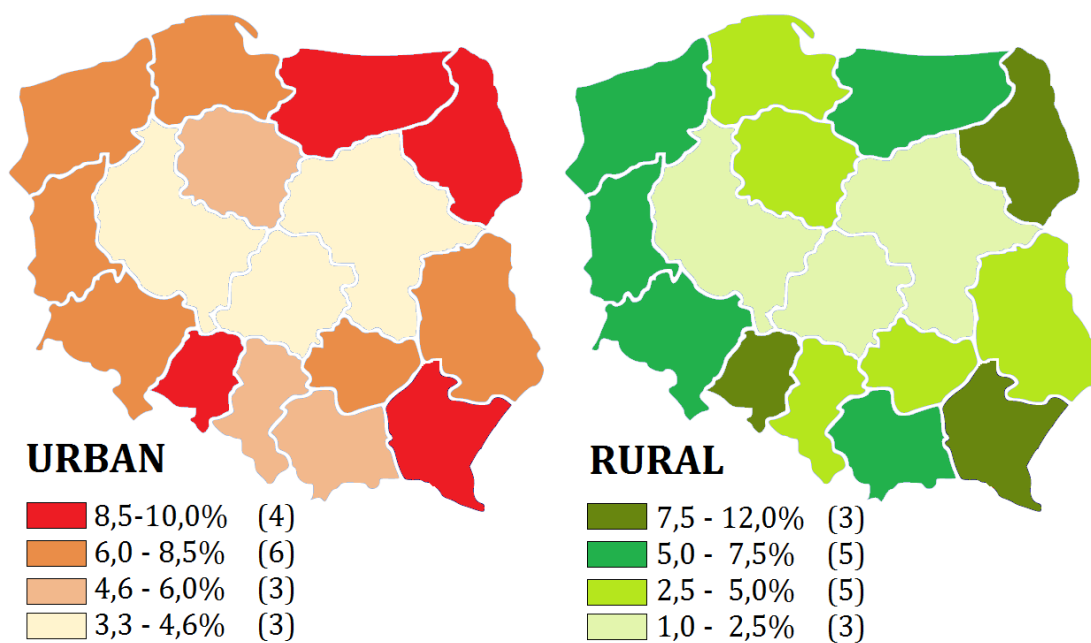 URBAN
8,5-10,0% (4)
6,0 - 8,5% (6)
4,6 - 6,0% (3)
3,3 - 4,6% (3)
RURAL
7,5 - 12,0% (3)
5,0 - 7,5% (5)
2,5 - 5,0% (5)
1,0 - 2,5% (3)